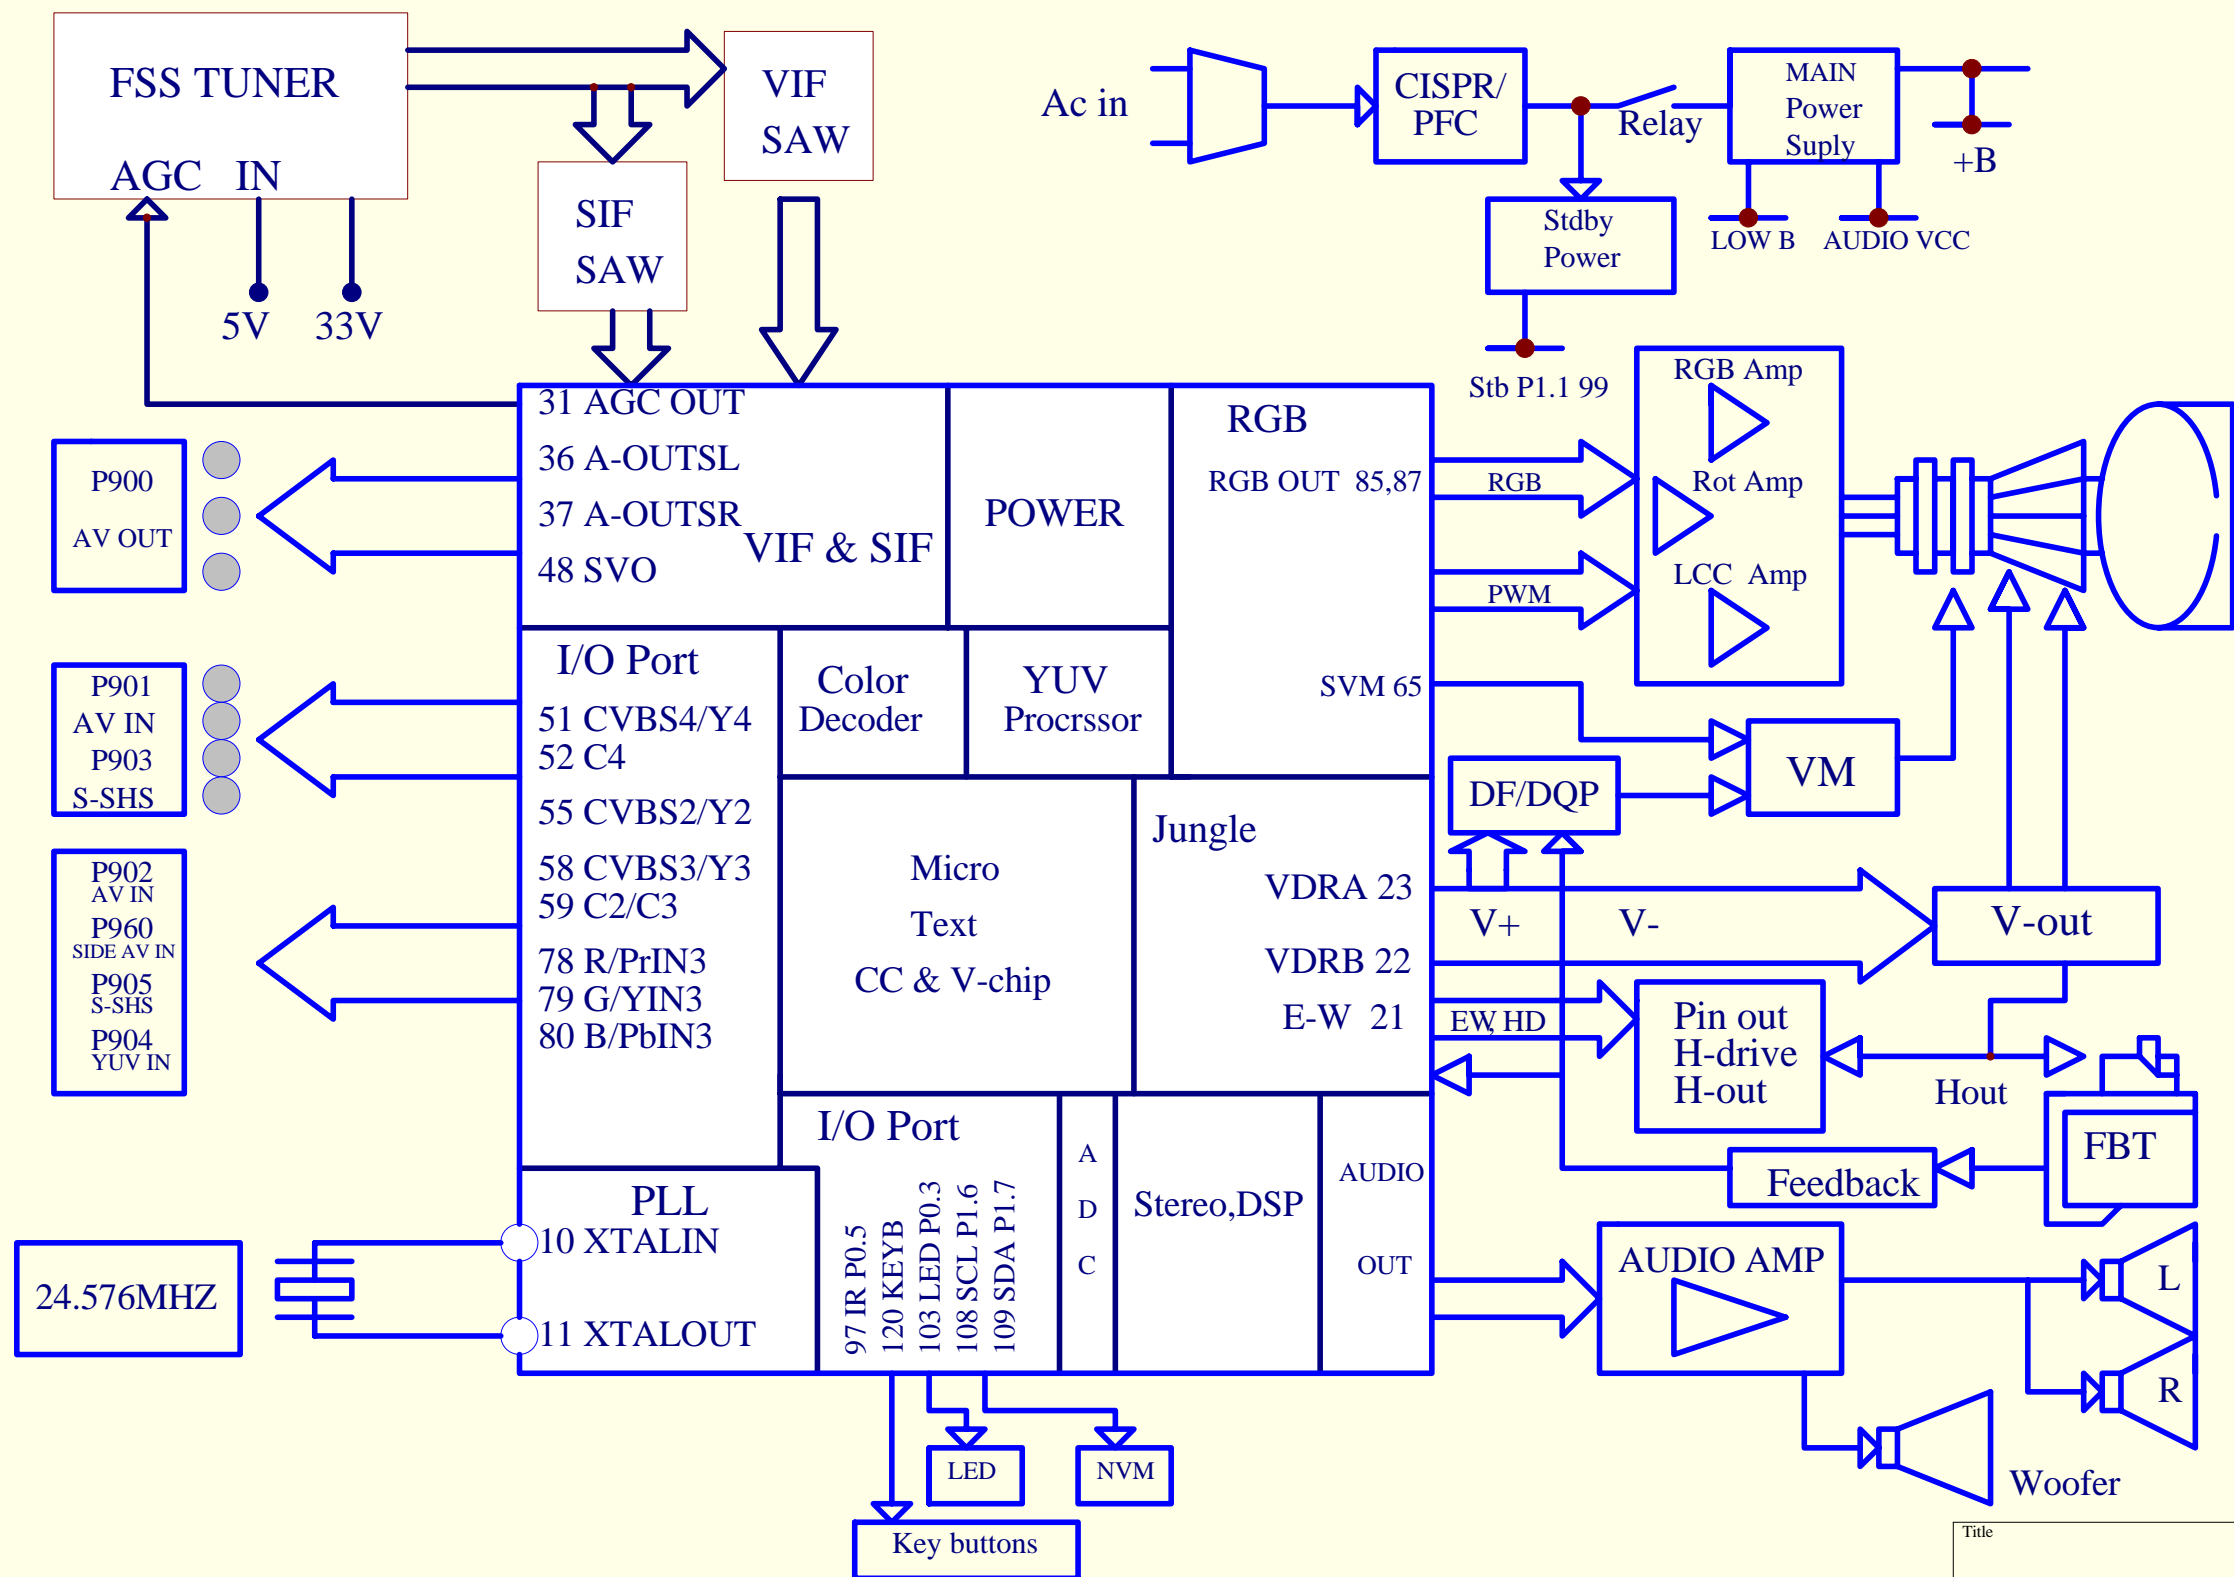 FSS TUNER
AGC IN
5V
33V
VIF
SAW
SIF
SAW
Ac in
CISPR/
PFC
Relay
MAIN
Power
Suply
+B
LOW B
AUDIO VCC
Stdby
Power
Stb P1.1 99
31 AGC OUT
36 A-OUTSL
37 A-OUTSR
48 SVO
VIF & SIF
POWER
RGB
RGB OUT 85,87
SVM 65
RGB
PWM
RGB Amp
Rot Amp
LCC Amp
P900
AV OUT
P901
AV IN
P903
S-SHS
P902
AV IN
P960
SIDE AV IN
P905
S-SHS
P904
YUV IN
I/O Port
51 CVBS4/Y4
52 C4
55 CVBS2/Y2
58 CVBS3/Y3
59 C2/C3
78 R/PrIN3
79 G/YIN3
80 B/PbIN3
Color
Decoder
YUV
Procrssor
Micro
Text
CC & V-chip
Jungle
VDRA 23
VDRB 22
E-W 21
DF/DQP
VM
V+
V-
V-out
EW, HD
Pin out
H-drive
H-out
Hout
FBT
Feedback
PLL
10 XTALIN
11 XTALOUT
24.576MHZ
I/O Port
97 IR P0.5
120 KEYB
103 LED P0.3
108 SCL P1.6
109 SDA P1.7
A
D
C
Stereo,DSP
AUDIO
OUT
AUDIO AMP
L
R
Woofer
LED
NVM
Key buttons
Title